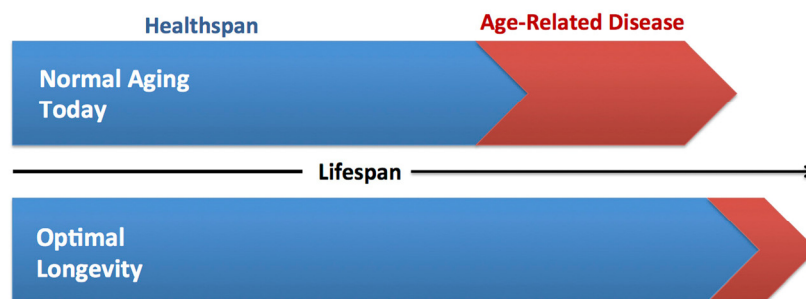 Healthspan
Age-Related Disease
Normal Aging
Today
Lifespan
Optimal
Longevity